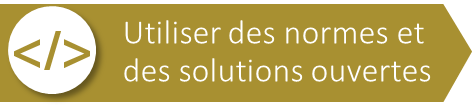 </>
Utiliser des normes et
des solutions ouvertes